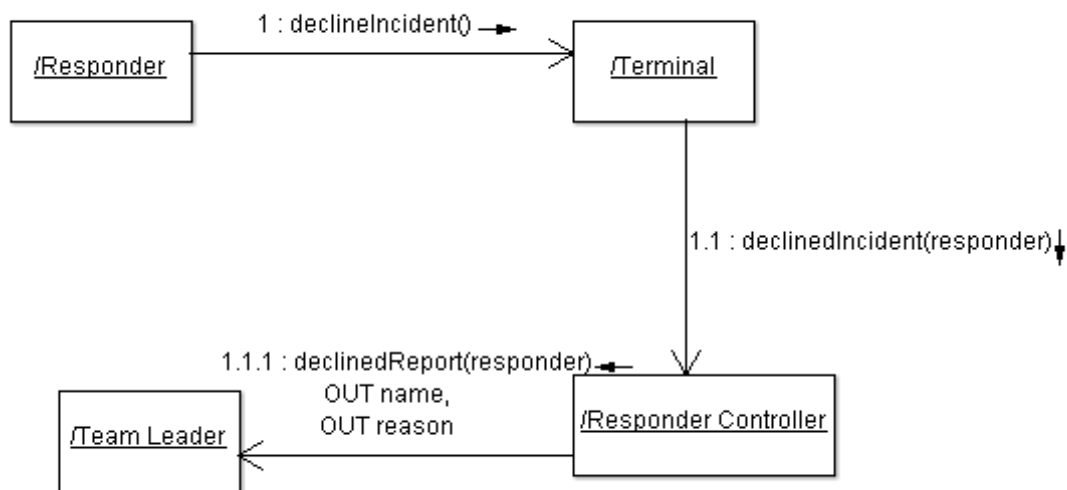 1 : declineIncident()
/Responder
/Terminal
1.1 : declinedIncident(responder)
1.1.1 : declinedReport(responder)
OUT name,
OUT reason
/Team Leader
/Responder Controller